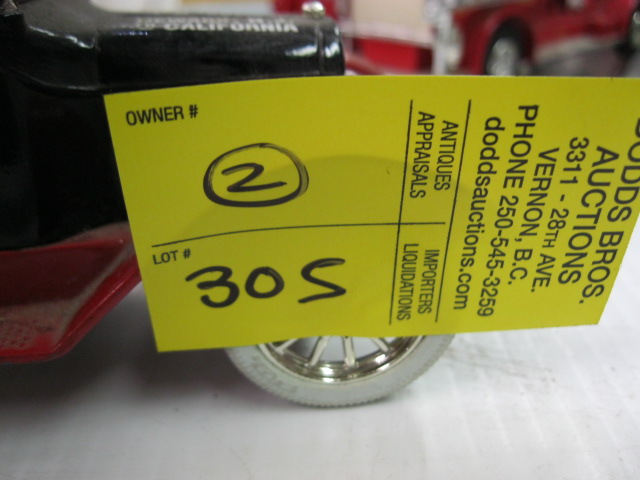 OF CALIFORNIA
OWNER #
2
LOT #
305
ANTIQUES
APPRAISALS
IMPORTERS
LIQUIDATIONS
DODDS BROS.
AUCTIONS
3311 - 28TH AVE.
VERNON, B.C.
PHONE 250-545-3259
doddsauctions.com